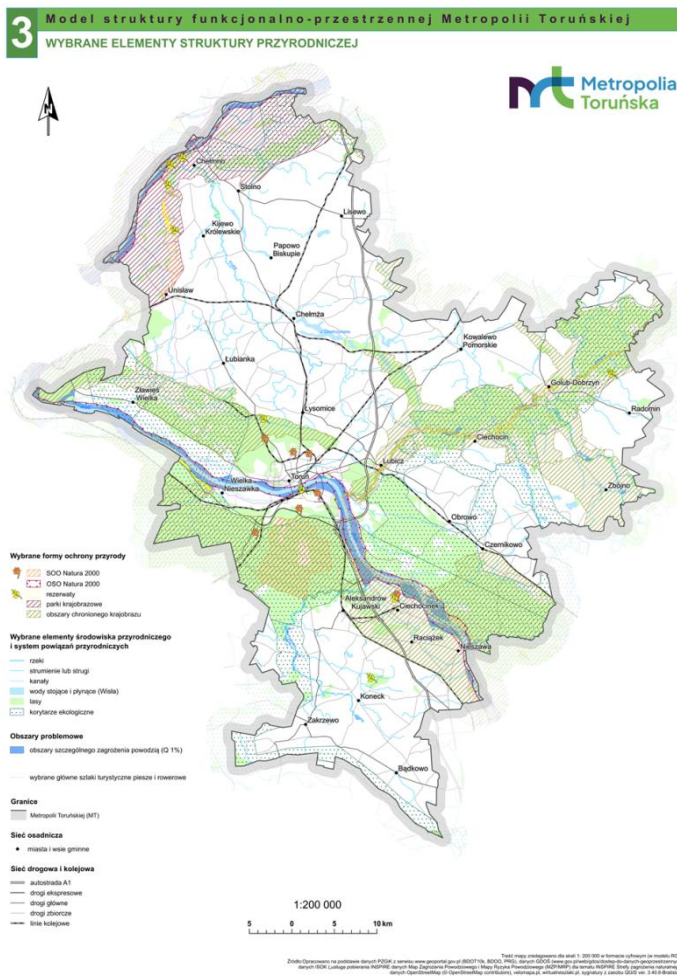 3
Model struktury funkcjonalno-przestrzennej Metropolii Toruńskiej
WYBRANE ELEMENTY STRUKTURY PRZYRODNICZEJ
Metropolia
Toruńska
N
Chełmno
Stolno
Lisewo
Kijewo
Królewskie
Papowo
Biskupie
Unisław
Chełmża
Kowalewo
Pomorskie
Łubianka
Golub-Dobrzyń
Zławieś
Wielka
Radomin
Łysomice
Ciechocin
Lubicz
Toruń
Wielka
Nieszawka
Zbójno
Obrowo
Czernikowo
Aleksandrów
Kujawski
Ciechocinek
Raciążek
Nieszawa
Koneck
Zakrzewo
Bądkowo
Wybrane formy ochrony przyrody
SOO Natura 2000
OSO Natura 2000
rezerwaty
parki krajobrazowe
obszary chronionego krajobrazu
Wybrane elementy środowiska przyrodniczego
i system powiązań przyrodniczych
rzeki
strumienie lub strugi
kanały
wody stojące i płynące (Wisła)
lasy
korytarze ekologiczne
Obszary problemowe
obszary szczególnego zagrożenia powodzią (Q 1%)
wybrane główne szlaki turystyczne piesze i rowerowe
Granice
Metropolii Toruńskiej (MT)
Sieć osadnicza
miasta i wsie gminne
Sieć drogowa i kolejowa
autostrada A1
drogi ekspresowe
drogi główne
drogi zbiorcze
linie kolejowe
1:200 000
5 0 5 10 km